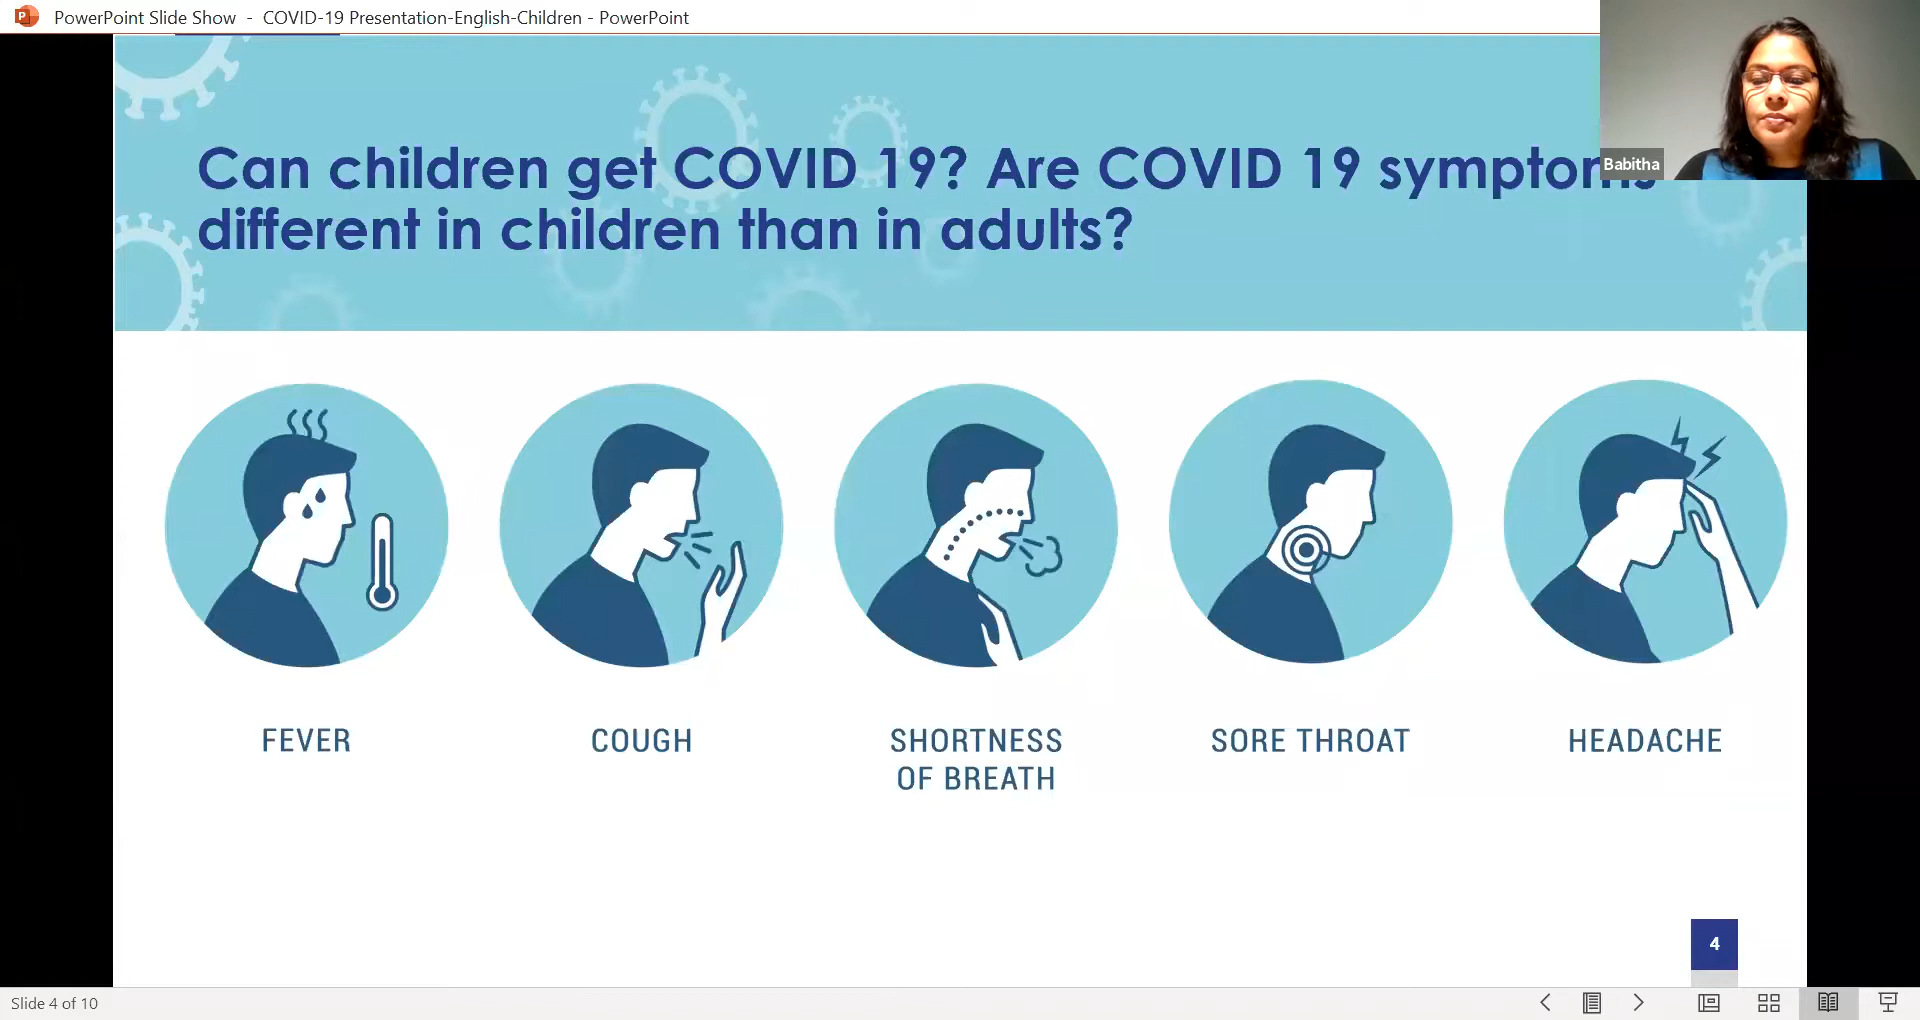 PowerPoint Slide Show - COVID-19 Presentation-English-Children - PowerPoint
Babitha
Can children get COVID 19? Are COVID 19 symptoms
different in children than in adults?
FEVER
COUGH
SHORTNESS
OF BREATH
SORE THROAT
HEADACHE
4
Slide 4 of 10